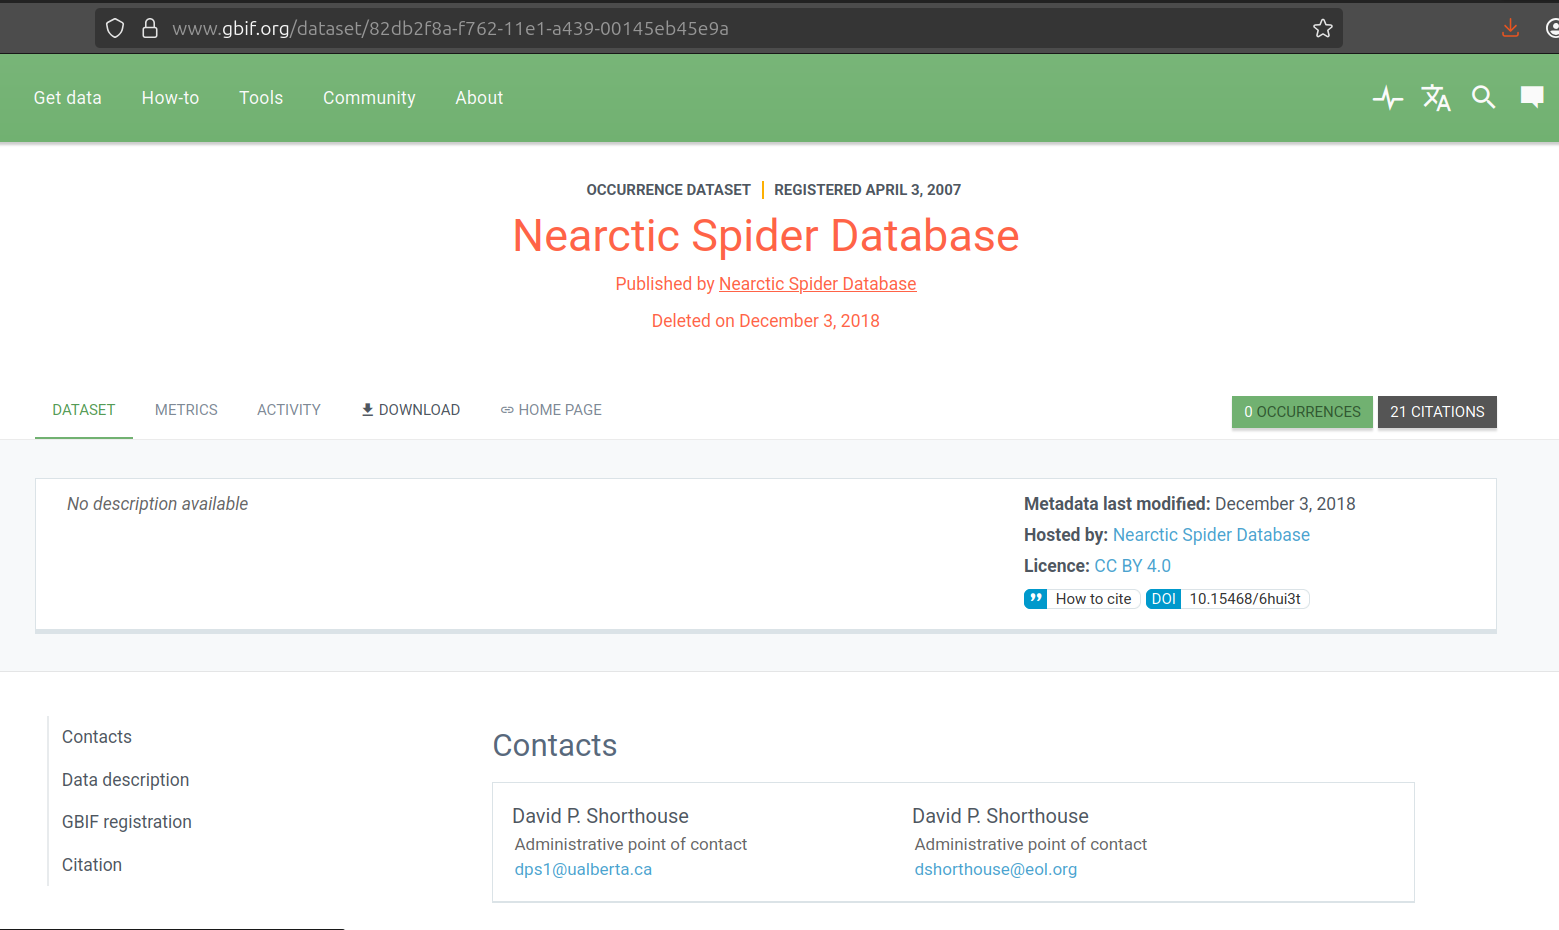 www.gbif.org/dataset/82db2f8a-f762-11e1-a439-00145eb45e9a
Get data How-to Tools Community About
OCCURRENCE DATASET REGISTERED APRIL 3, 2007
Nearctic Spider Database
Published by Nearctic Spider Database
Deleted on December 3, 2018
DATASET METRICS ACTIVITY DOWNLOAD HOME PAGE 0 OCCURRENCES 21 CITATIONS
No description available
Metadata last modified: December 3, 2018
Hosted by: Nearctic Spider Database
Licence: CC BY 4.0
How to cite DOI 10.15468/6hui3t
Contacts
Data description
GBIF registration
Citation
Contacts
David P. Shorthouse
Administrative point of contact
dps1@ualberta.ca
David P. Shorthouse
Administrative point of contact
dshorthouse@eol.org